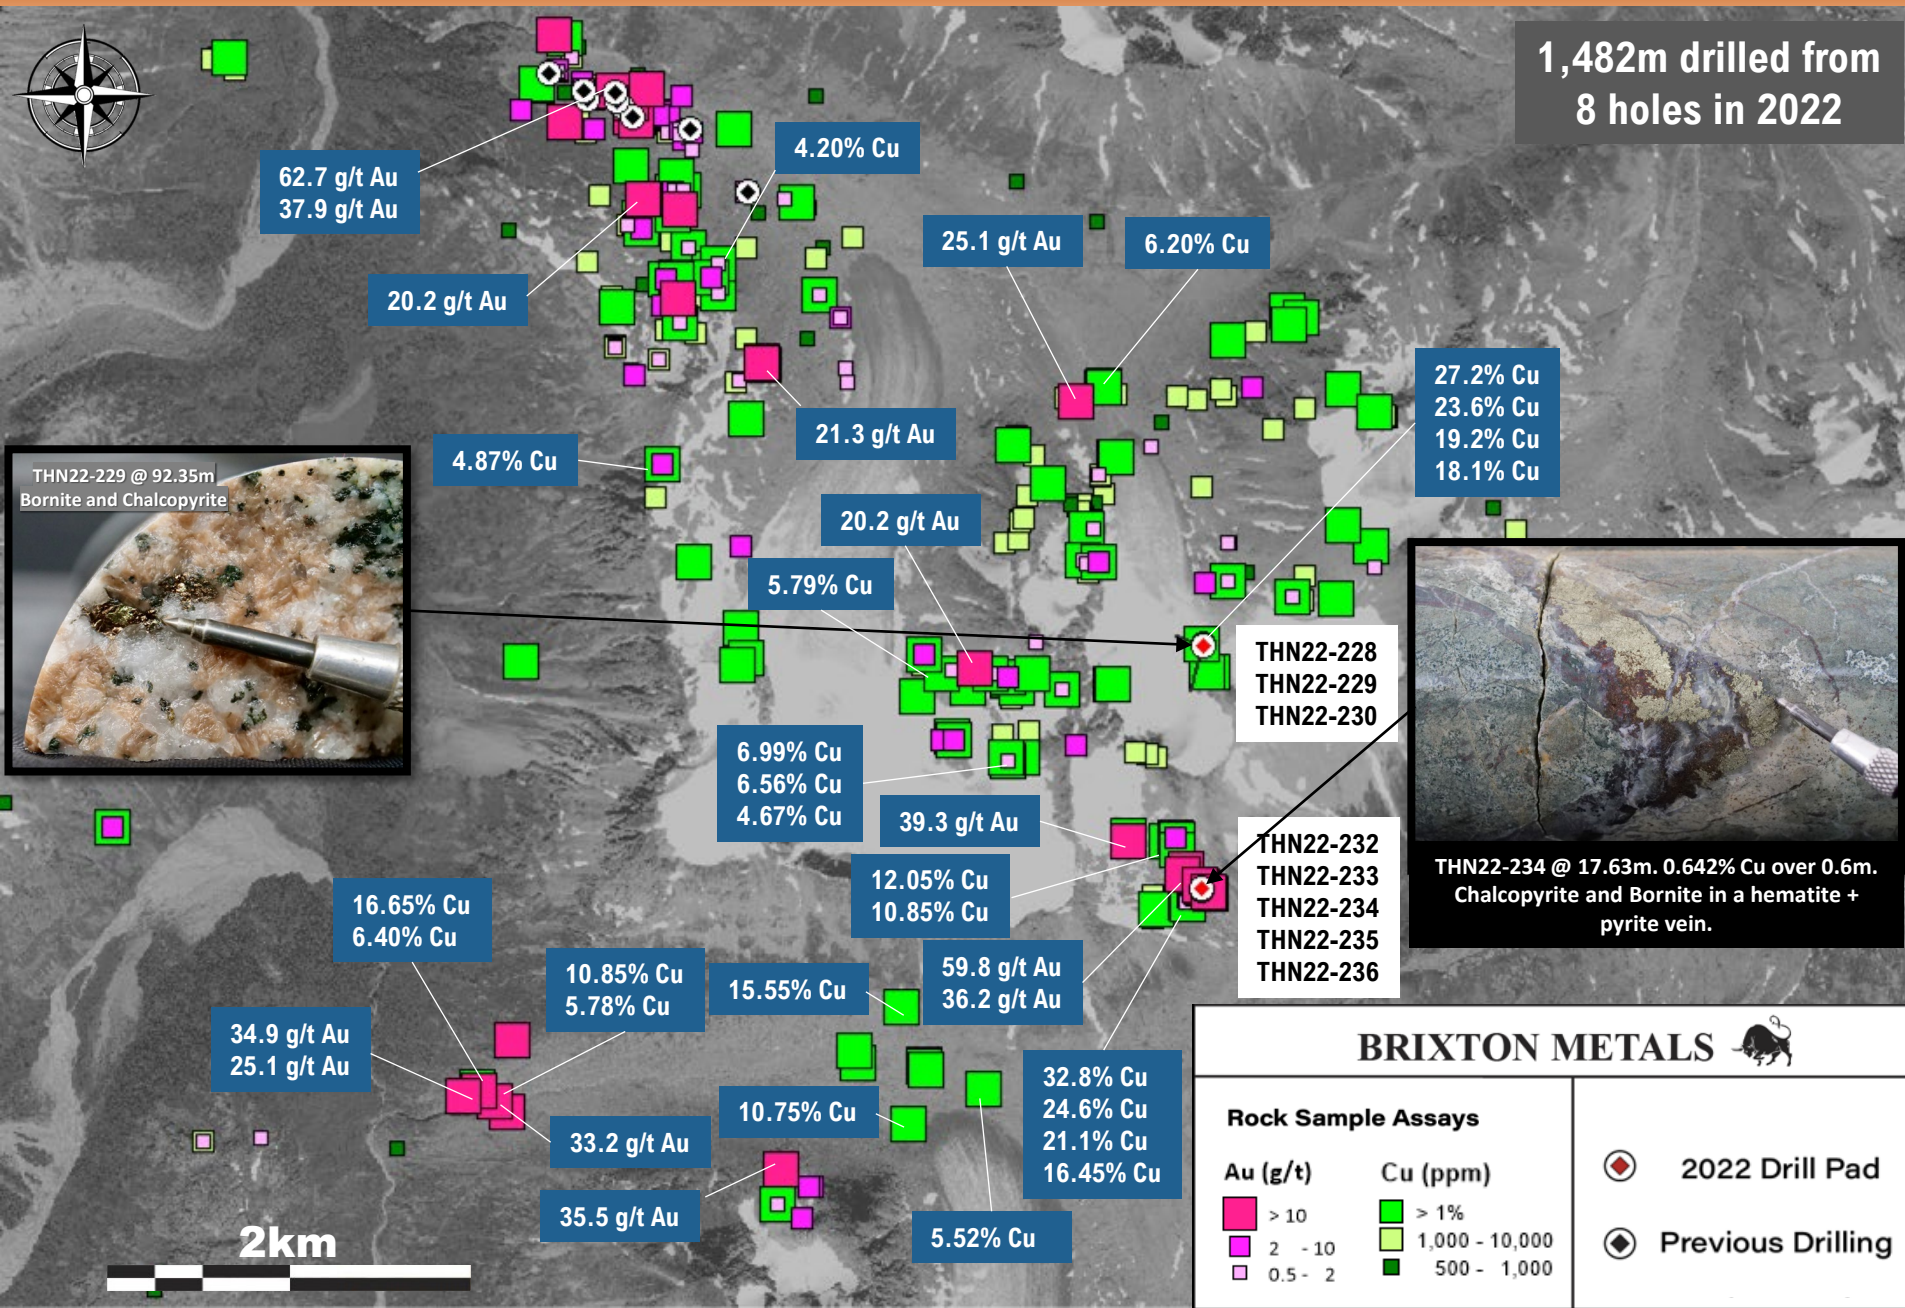 1,482m drilled from
8 holes in 2022
62.7 g/t Au
37.9 g/t Au
4.20% Cu
20.2 g/t Au
25.1 g/t Au
6.20% Cu
27.2% Cu
23.6% Cu
19.2% Cu
18.1% Cu
21.3 g/t Au
4.87% Cu
THN22-229 @ 92.35m
Bornite and Chalcopyrite
20.2 g/t Au
5.79% Cu
THN22-228
THN22-229
THN22-230
6.99% Cu
6.56% Cu
4.67% Cu
39.3 g/t Au
12.05% Cu
10.85% Cu
THN22-232
THN22-233
THN22-234
THN22-235
THN22-236
THN22-234 @ 17.63m. 0.642% Cu over 0.6m.
Chalcopyrite and Bornite in a hematite +
pyrite vein.
16.65% Cu
6.40% Cu
10.85% Cu
5.78% Cu
15.55% Cu
59.8 g/t Au
36.2 g/t Au
34.9 g/t Au
25.1 g/t Au
33.2 g/t Au
10.75% Cu
32.8% Cu
24.6% Cu
21.1% Cu
16.45% Cu
35.5 g/t Au
5.52% Cu
2km
BRIXTON METALS
Rock Sample Assays
Au (g/t)
> 10
2 - 10
0.5 - 2
Cu (ppm)
> 1%
1,000 - 10,000
500 - 1,000
2022 Drill Pad
Previous Drilling